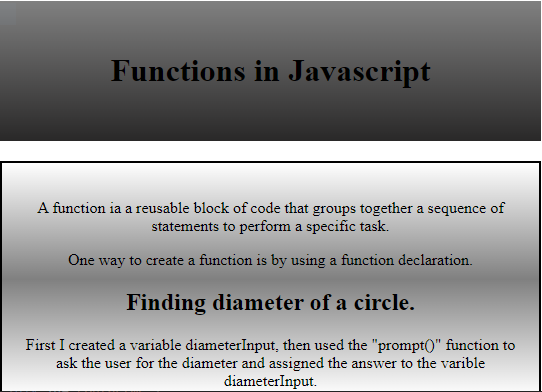 Functions in Javascript
A function ia a reusable block of code that groups together a sequence of
statements to perform a specific task.
One way to create a function is by using a function declaration.
Finding diameter of a circle.
First I created a variable diameterInput, then used the "prompt()" function to
ask the user for the diameter and assigned the answer to the varible
diameterInput.